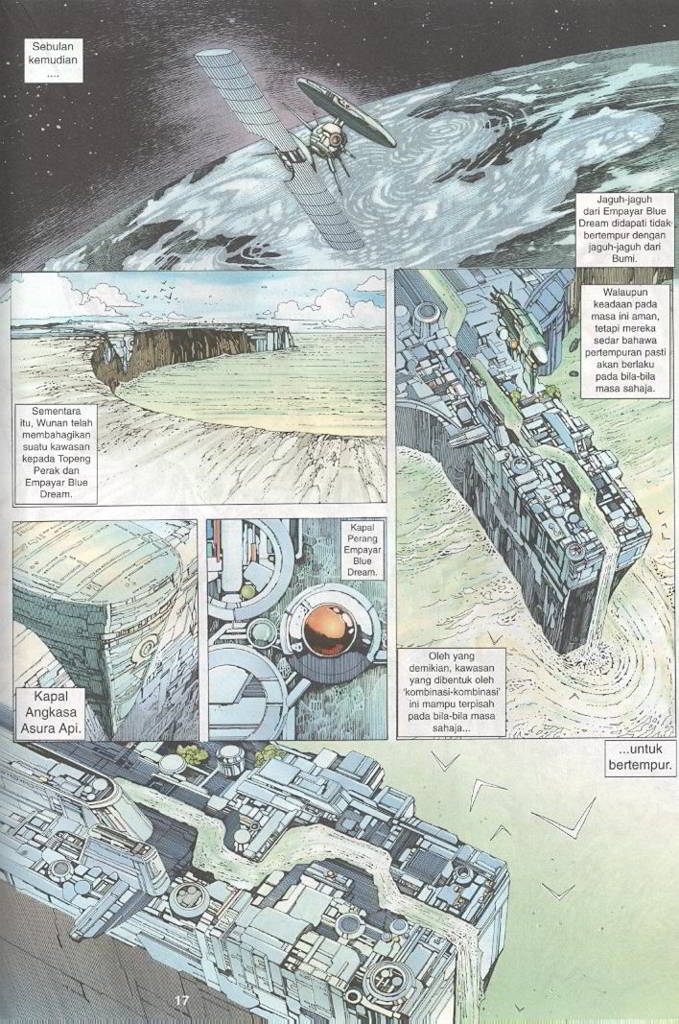 Sebulan
kemudian
....
Jaguh-jaguh
dari Empayar Blue
Dream didapati tidak
bertempur dengan
jaguh-jaguh dari
Bumi.
Sementara
itu, Wunan telah
membahagikan
suatu kawasan
kepada Topeng
Perak dan
Empayar Blue
Dream.
Walaupun
keadaan pada
masa ini aman,
tetapi mereka
sedar bahawa
pertempuran pasti
akan berlaku
pada bila-bila
masa sahaja.
Kapal
Angkasa
Asura Api.
Kapal
Perang
Empayar
Blue
Dream.
Oleh yang
demikian, kawasan
yang dibentuk oleh
'kombinasi-kombinasi'
ini mampu terpisah
pada bila-bila masa
sahaja...
...untuk
bertempur.
17